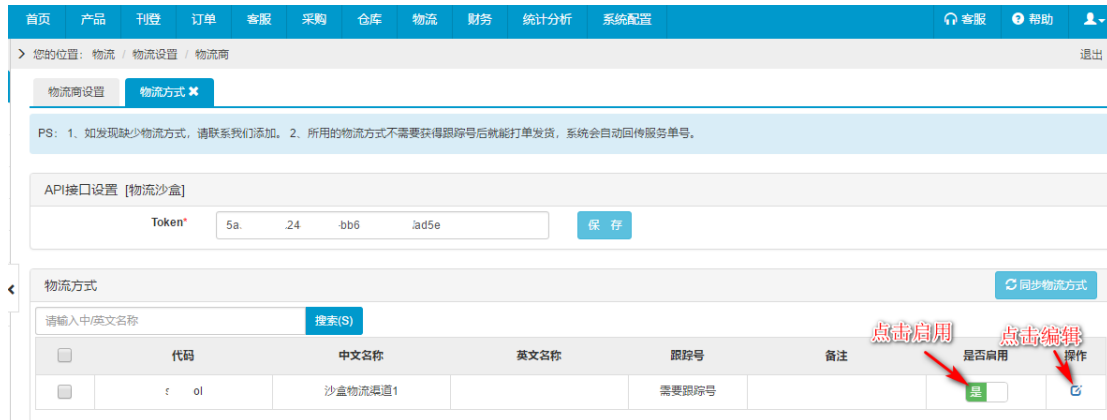 首页 产品 刊登 订单 客服 采购 仓库 物流 财务 统计分析 系统配置 客服 帮助
您的位置： 物流 / 物流设置 / 物流商 退出
物流商设置 物流方式
PS： 1、如发现缺少物流方式，请联系我们添加。 2、所用的物流方式不需要获得跟踪号后就能打单发货，系统会自动回传服务单号。
API接口设置 [物流沙盒]
Token* 5a. .24 -bb6 ad5e 保 存
物流方式 同步物流方式
请输入中/英文名称 搜索(S)
点击启用 点击编辑
代码 中文名称 英文名称 跟踪号 备注 是否启用 操作
ol 沙盒物流渠道1 需要跟踪号 是